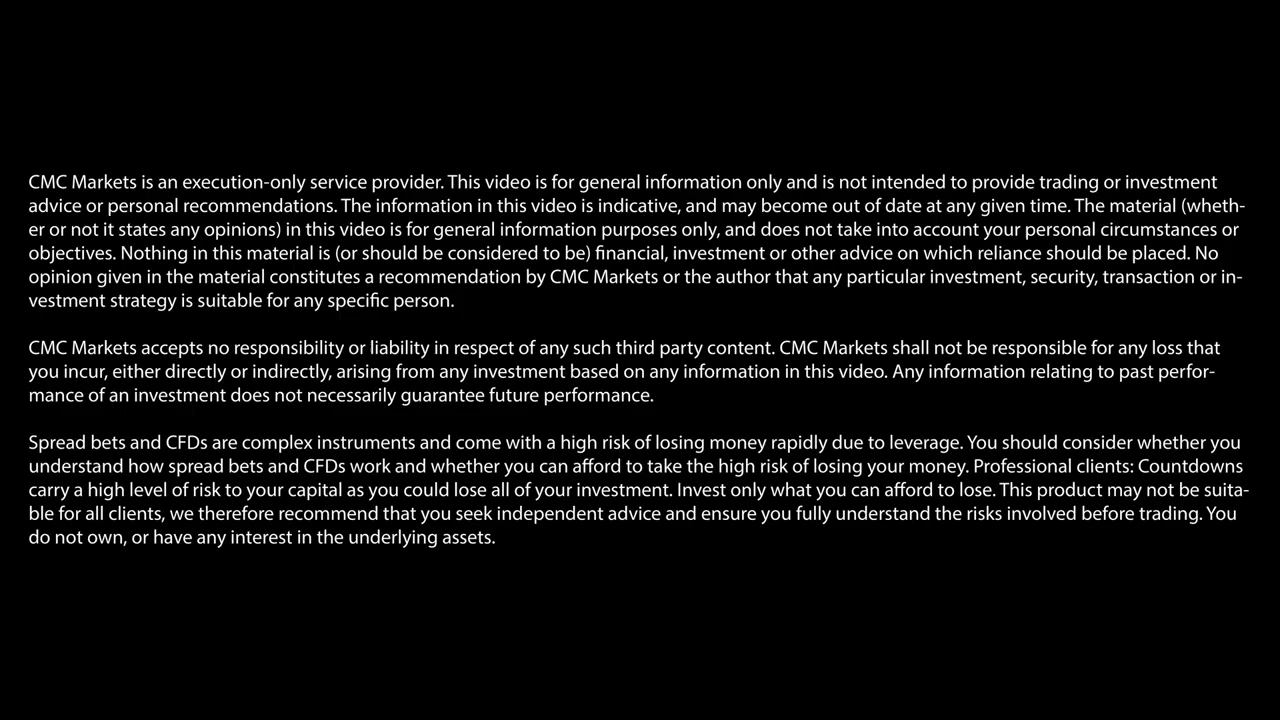 CMC Markets is an execution-only service provider. This video is for general information only and is not intended to provide trading or investment
advice or personal recommendations. The information in this video is indicative, and may become out of date at any given time. The material (wheth-
er or not it states any opinions) in this video is for general information purposes only, and does not take into account your personal circumstances or
objectives. Nothing in this material is (or should be considered to be) financial, investment or other advice on which reliance should be placed. No
opinion given in the material constitutes a recommendation by CMC Markets or the author that any particular investment, security, transaction or in-
vestment strategy is suitable for any specific person.
CMC Markets accepts no responsibility or liability in respect of any such third party content. CMC Markets shall not be responsible for any loss that
you incur, either directly or indirectly, arising from any investment based on any information in this video. Any information relating to past perfor-
mance of an investment does not necessarily guarantee future performance.
Spread bets and CFDs are complex instruments and come with a high risk of losing money rapidly due to leverage. You should consider whether you
understand how spread bets and CFDs work and whether you can afford to take the high risk of losing your money. Professional clients: Countdowns
carry a high level of risk to your capital as you could lose all of your investment. Invest only what you can afford to lose. This product may not be suita-
ble for all clients, we therefore recommend that you seek independent advice and ensure you fully understand the risks involved before trading. You
do not own, or have any interest in the underlying assets.